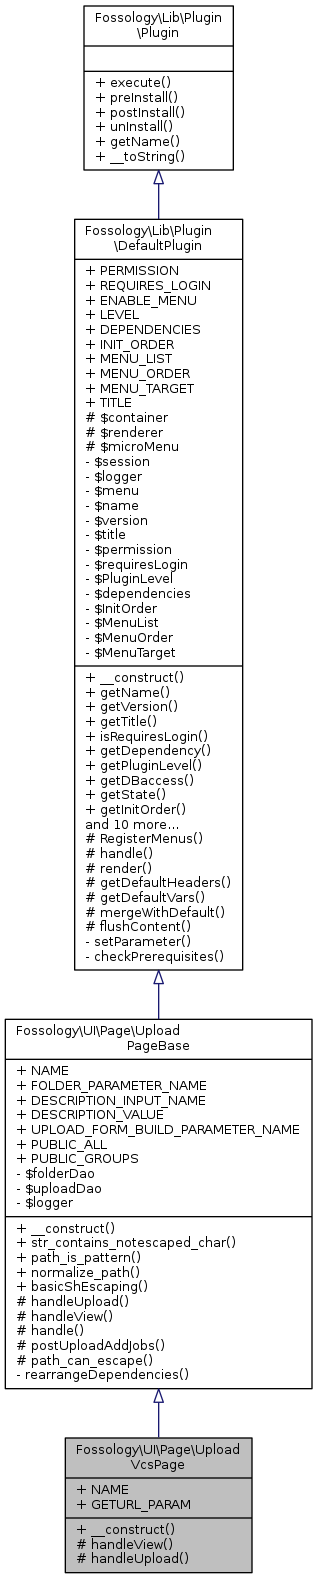 Fossology\Lib\Plugin
\Plugin
+ execute()
+ preInstall()
+ postInstall()
+ unInstall()
+ getName()
+ __toString()
Fossology\Lib\Plugin
\DefaultPlugin
+ PERMISSION
+ REQUIRES_LOGIN
+ ENABLE_MENU
+ LEVEL
+ DEPENDENCIES
+ INIT_ORDER
+ MENU_LIST
+ MENU_ORDER
+ MENU_TARGET
+ TITLE
# $container
# $renderer
# $microMenu
- $session
- $logger
- $menu
- $name
- $version
- $title
- $permission
- $requiresLogin
- $PluginLevel
- $dependencies
- $InitOrder
- $MenuList
- $MenuOrder
- $MenuTarget
+ __construct()
+ getName()
+ getVersion()
+ getTitle()
+ isRequiresLogin()
+ getDependency()
+ getPluginLevel()
+ getDBaccess()
+ getState()
+ getInitOrder()
and 10 more...
# RegisterMenus()
# handle()
# render()
# getDefaultHeaders()
# getDefaultVars()
# mergeWithDefault()
# flushContent()
- setParameter()
- checkPrerequisites()
Fossology\UI\Page\Upload
PageBase
+ NAME
+ FOLDER_PARAMETER_NAME
+ DESCRIPTION_INPUT_NAME
+ DESCRIPTION_VALUE
+ UPLOAD_FORM_BUILD_PARAMETER_NAME
+ PUBLIC_ALL
+ PUBLIC_GROUPS
- $folderDao
- $uploadDao
- $logger
+ __construct()
+ str_contains_notescaped_char()
+ path_is_pattern()
+ normalize_path()
+ basicShEscaping()
# handleUpload()
# handleView()
# handle()
# postUploadAddJobs()
# path_can_escape()
- rearrangeDependencies()
Fossology\UI\Page\Upload
VcsPage
+ NAME
+ GETURL_PARAM
+ __construct()
# handleView()
# handleUpload()